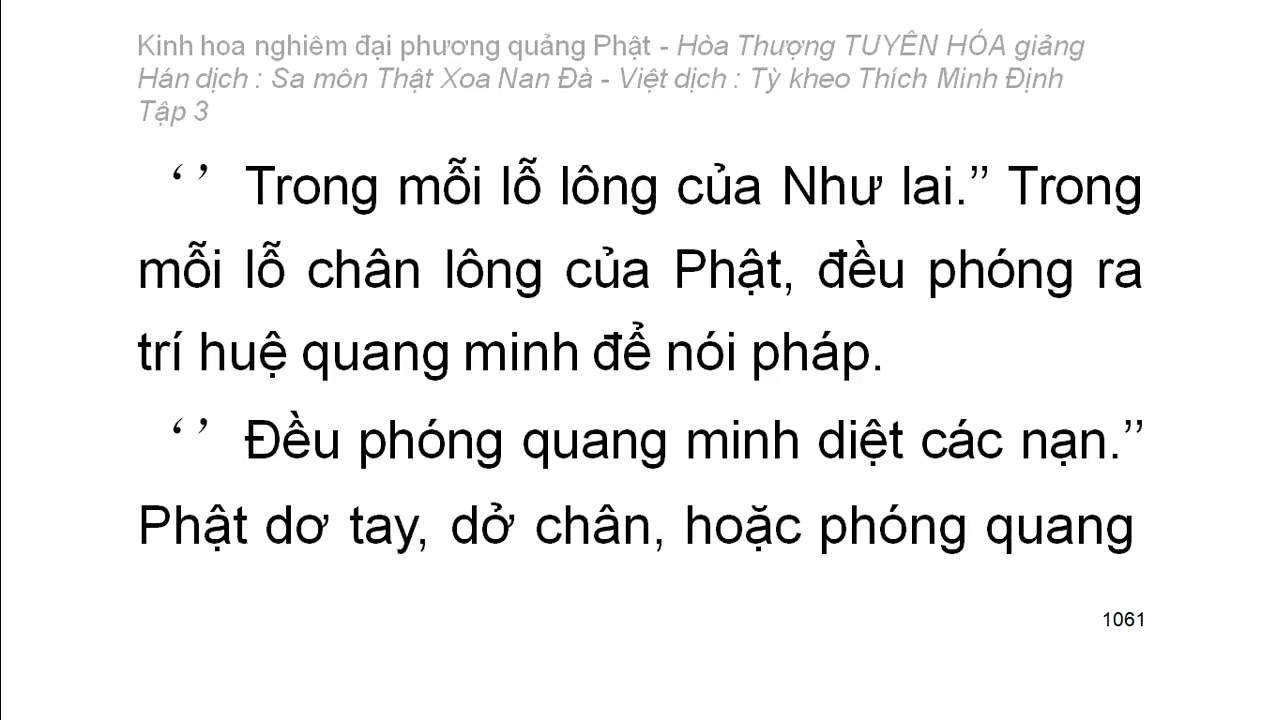 Kinh hoa nghiêm đại phương quảng Phật - Hòa Thượng TUYÊN HÓA giảng
Hán dịch : Sa môn Thật Xoa Nan Đà - Việt dịch : Tỳ kheo Thích Minh Định
Tập 3
‘’ Trong mỗi lỗ lông của Như lai.’’ Trong
mỗi lỗ chân lông của Phật, đều phóng ra
trí huệ quang minh để nói pháp.
‘’ Đều phóng quang minh diệt các nạn.’’
Phật dơ tay, dở chân, hoặc phóng quang
1061